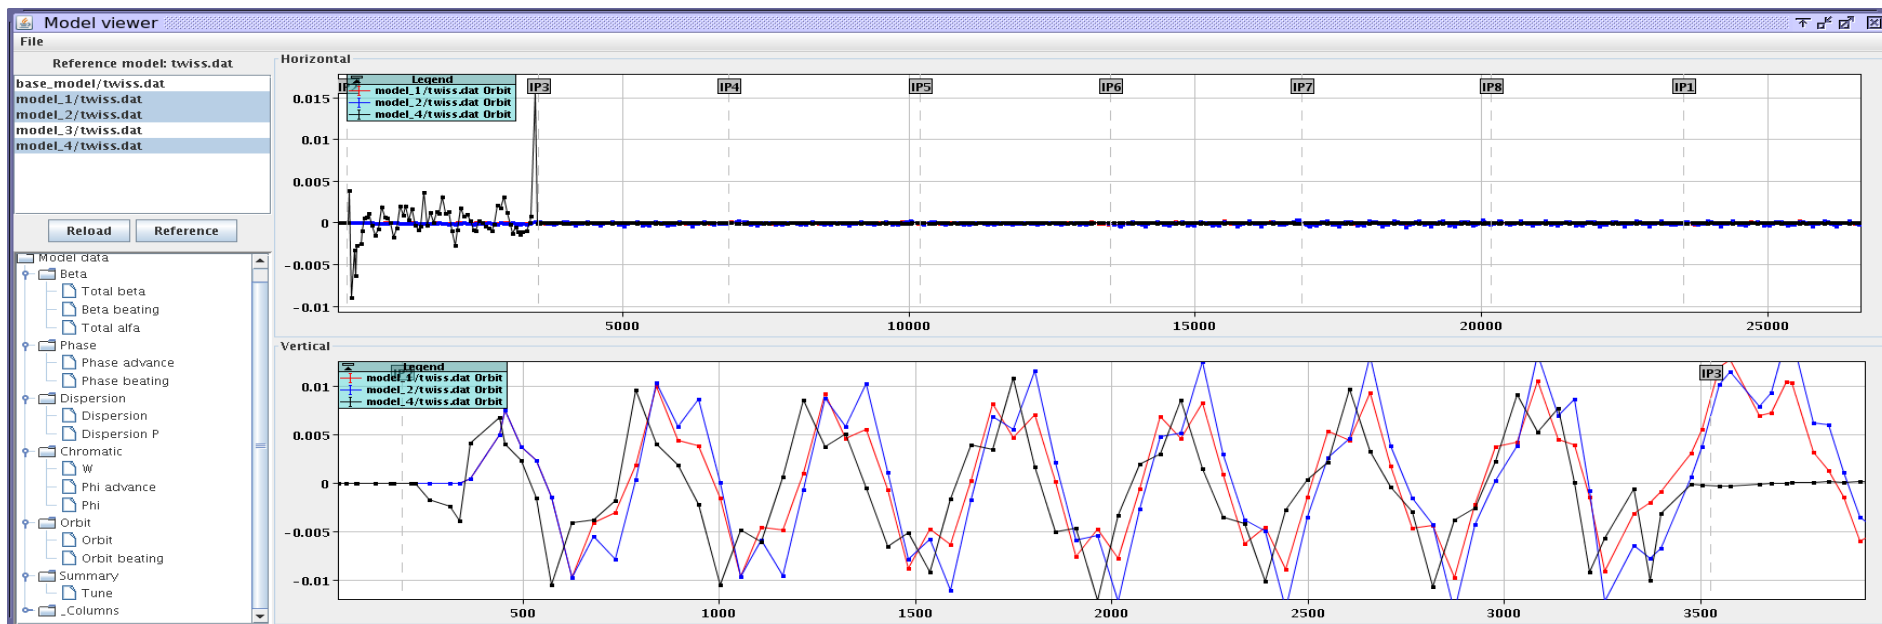 Model viewer
File
Reference model: twiss.dat
base_model/twiss.dat
model_1/twiss.dat
model_2/twiss.dat
model_3/twiss.dat
model_4/twiss.dat
Reload Reference
Model data
Beta
Total beta
Beta beating
Total alfa
Phase
Phase advance
Phase beating
Dispersion
Dispersion
Dispersion P
Chromatic
W
Phi advance
Phi
Orbit
Orbit
Orbit beating
Summary
Tune
_Columns
Horizontal
Legend
model_1/twiss.dat Orbit
model_2/twiss.dat Orbit
model_4/twiss.dat Orbit
IP3 IP4 IP5 IP6 IP7 IP8 IP1
0.015
0.01
0.005
0
-0.005
-0.01
5000 10000 15000 20000 25000
Vertical
Legend
model_1/twiss.dat Orbit
model_2/twiss.dat Orbit
model_4/twiss.dat Orbit
IP3
0.01
0.005
0
-0.005
-0.01
500 1000 1500 2000 2500 3000 3500